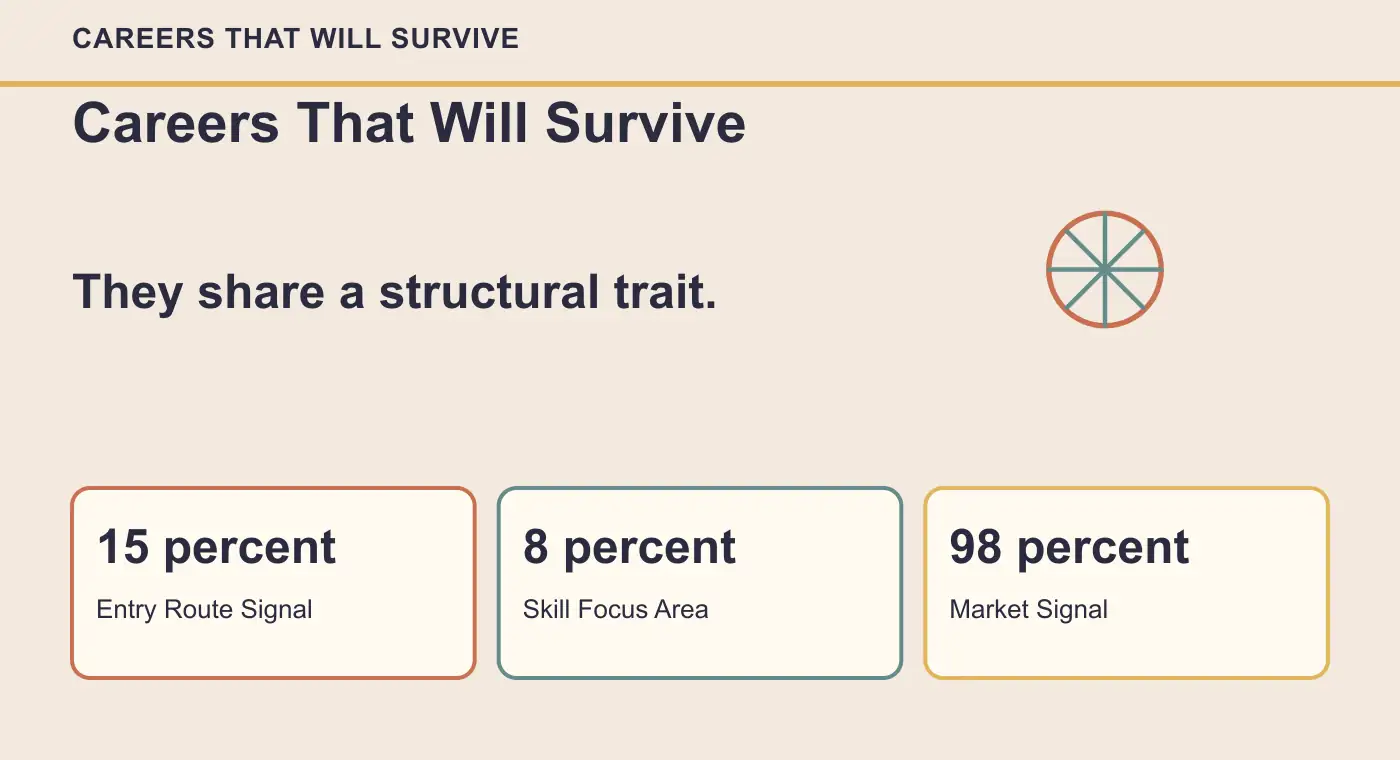 CAREERS THAT WILL SURVIVE
Careers That Will Survive
They share a structural trait.
15 percent
Entry Route Signal
8 percent
Skill Focus Area
98 percent
Market Signal